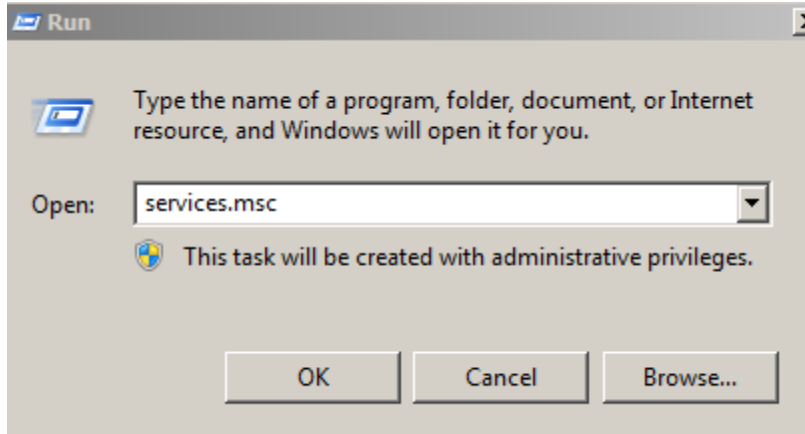 Run
Type the name of a program, folder, document, or Internet
resource, and Windows will open it for you.
Open: services.msc
This task will be created with administrative privileges.
OK Cancel Browse...